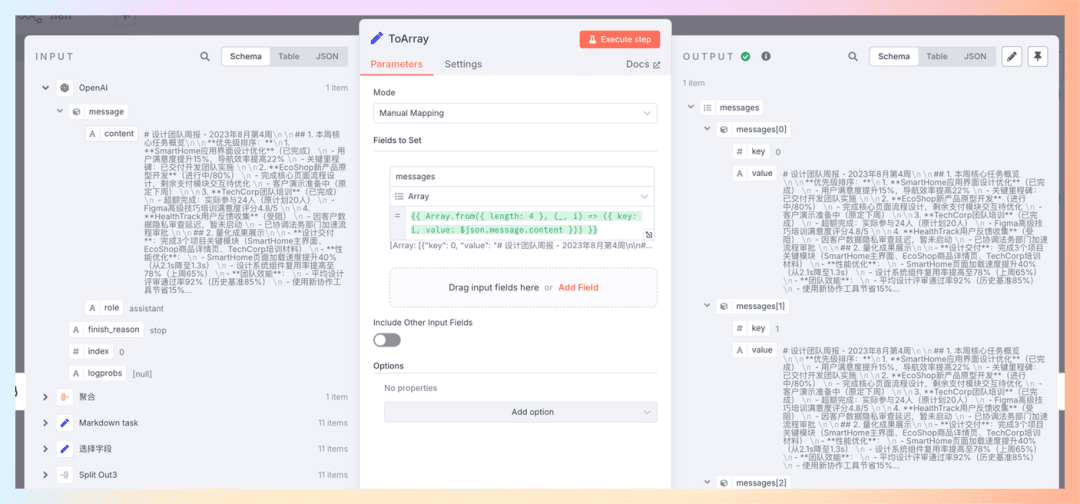 INPUT
Schema Table JSON
OpenAI 1 item
message
A content
# 设计团队周报 - 2023年8月第4周\n\n## 1. 本周核
心任务概览\n\n**优先级排序：**\n1.
**SmartHome应用界面设计优化**（已完成） \n - 用
户满意度提升15%，导航效率提高22% \n - 关键里程
碑：已交付开发团队实施 \n\n2. **EcoShop新产品原
型开发**（进行中/80%） \n - 完成核心页面流程设
计，剩余支付模块交互待优化 \n - 客户演示准备中（原
定下周） \n\n3. **TechCorp团队培训**（已完成）
\n - 超额完成：实际参与24人（原计划20人） \n -
Figma高级技巧培训满意度评分4.8/5 \n\n4.
**HealthTrack用户反馈收集**（受阻） \n - 因客户数
据隐私审查延迟，暂未启动 \n - 已协调法务部门加速
流程审批 \n\n## 2. 量化成果展示\n\n- **设计交付
**： 完成3个项目关键模块（SmartHome主界面、
EcoShop商品详情页、TechCorp培训材料） \n- **性
能优化**： \n - SmartHome页面加载速度提升40%
（从2.1s降至1.3s） \n - 设计系统组件复用率提高至
78%（上周65%） \n- **团队效能**： \n - 平均设计
评审通过率92%（历史基准85%） \n - 使用新协作工
具节省15%...
A role assistant
A finish_reason stop
# index 0
A logprobs [null]
聚合 1 item
Markdown task 11 items
选择字段 11 items
Split Out3 11 items
ToArray
Execute step
Parameters Settings Docs
Mode
Manual Mapping
Fields to Set
messages
Array
= {{ Array.from({ length: 4 }, (_, i) => ({ key:
i, value: $json.message.content })) }}
[Array: [{"key": 0, "value": "# 设计团队周报 - 2023年8月第4周\n\n#...
Drag input fields here or Add Field
Include Other Input Fields
Options
No properties
Add option
OUTPUT
Schema Table JSON
1 item
messages
messages[0]
# key 0
A value
# 设计团队周报 - 2023年8月第4周\n\n## 1. 本周核心任务概览
\n\n**优先级排序：**\n1. **SmartHome应用界面设计优化**（已完
成） \n - 用户满意度提升15%，导航效率提高22% \n - 关键里程碑：
已交付开发团队实施 \n\n2. **EcoShop新产品原型开发**（进行
中/80%） \n - 完成核心页面流程设计，剩余支付模块交互待优化 \n -
客户演示准备中（原定下周） \n\n3. **TechCorp团队培训**（已完
成） \n - 超额完成：实际参与24人（原计划20人） \n - Figma高级技
巧培训满意度评分4.8/5 \n\n4. **HealthTrack用户反馈收集**（受
阻） \n - 因客户数据隐私审查延迟，暂未启动 \n - 已协调法务部门加速
流程审批 \n\n## 2. 量化成果展示\n\n- **设计交付**： 完成3个项目
关键模块（SmartHome主界面、EcoShop商品详情页、TechCorp培训
材料） \n- **性能优化**： \n - SmartHome页面加载速度提升40%
（从2.1s降至1.3s） \n - 设计系统组件复用率提高至78%（上周65%）
\n- **团队效能**： \n - 平均设计评审通过率92%（历史基准85%）
\n - 使用新协作工具节省15%...
messages[1]
# key 1
A value
# 设计团队周报 - 2023年8月第4周\n\n## 1. 本周核心任务概览
\n\n**优先级排序：**\n1. **SmartHome应用界面设计优化**（已完
成） \n - 用户满意度提升15%，导航效率提高22% \n - 关键里程碑：
已交付开发团队实施 \n\n2. **EcoShop新产品原型开发**（进行
中/80%） \n - 完成核心页面流程设计，剩余支付模块交互待优化 \n -
客户演示准备中（原定下周） \n\n3. **TechCorp团队培训**（已完
成） \n - 超额完成：实际参与24人（原计划20人） \n - Figma高级技
巧培训满意度评分4.8/5 \n\n4. **HealthTrack用户反馈收集**（受
阻） \n - 因客户数据隐私审查延迟，暂未启动 \n - 已协调法务部门加速
流程审批 \n\n## 2. 量化成果展示\n\n- **设计交付**： 完成3个项目
关键模块（SmartHome主界面、EcoShop商品详情页、TechCorp培训
材料） \n- **性能优化**： \n - SmartHome页面加载速度提升40%
（从2.1s降至1.3s） \n - 设计系统组件复用率提高至78%（上周65%）
\n- **团队效能**： \n - 平均设计评审通过率92%（历史基准85%）
\n - 使用新协作工具节省15%...
messages[2]